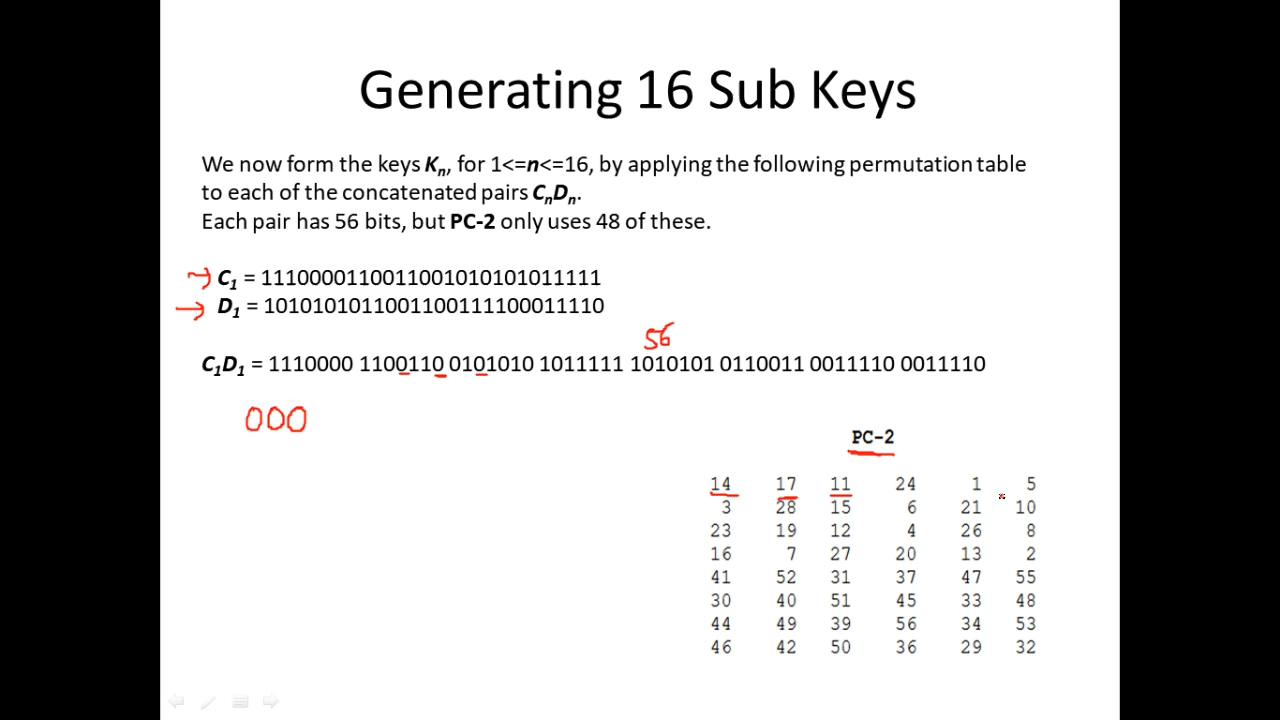 Generating 16 Sub Keys
We now form the keys Kn, for 1<=n<=16, by applying the following permutation table
to each of the concatenated pairs CnDn.
Each pair has 56 bits, but PC-2 only uses 48 of these.
C1 = 1110000110011001010101011111
D1 = 1010101011001100111100011110
56
C1D1 = 1110000 1100110 0101010 1011111 1010101 0110011 0011110 0011110
000
PC-2
14 17 11 24 1 5
3 28 15 6 21 10
23 19 12 4 26 8
16 7 27 20 13 2
41 52 31 37 47 55
30 40 51 45 33 48
44 49 39 56 34 53
46 42 50 36 29 32